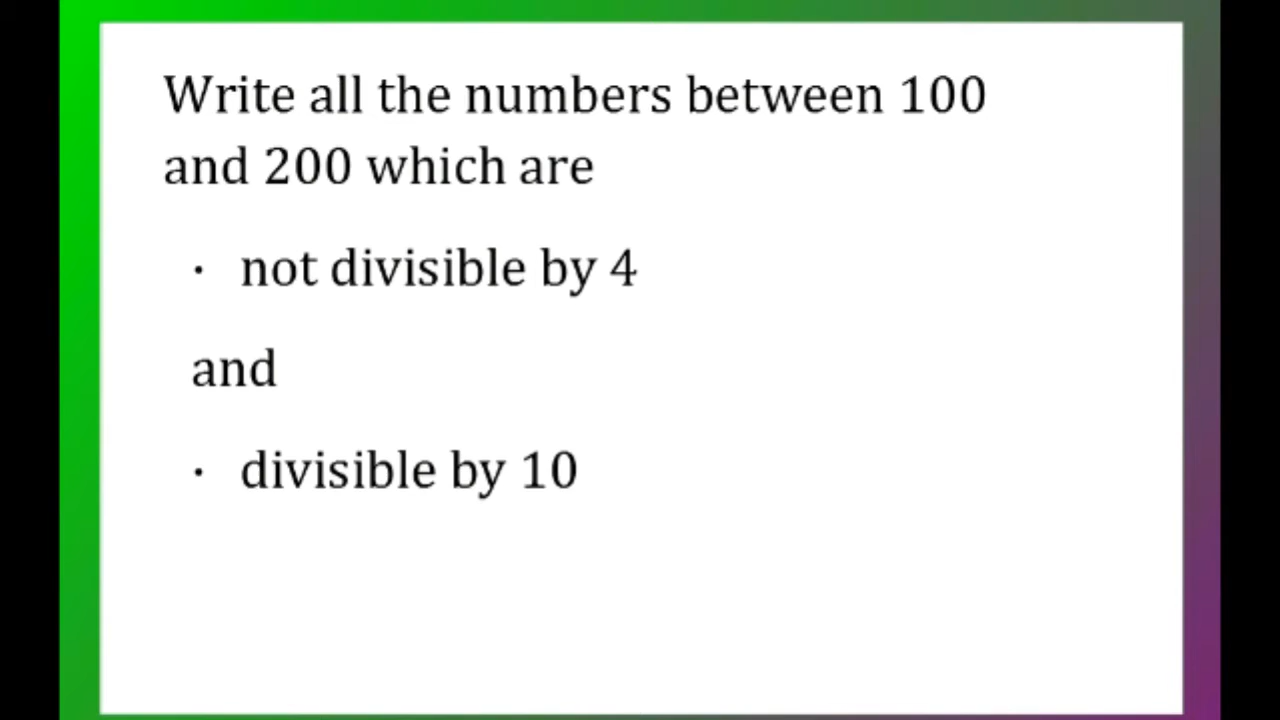 Write all the numbers between 100
and 200 which are
· not divisible by 4
and
· divisible by 10